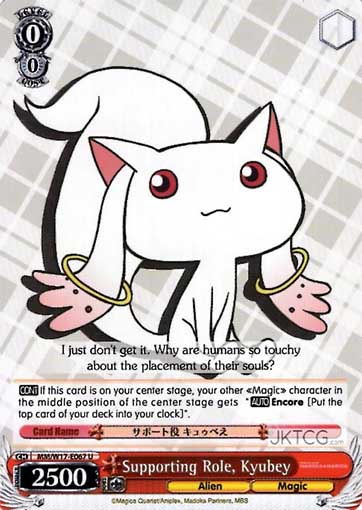 LEVEL
0
0
COST
I just don't get it. Why are humans so touchy
about the placement of their souls?
CONT If this card is on your center stage, your other «Magic» character in
the middle position of the center stage gets "AUTO Encore [Put the
top card of your deck into your clock]".
Card Name サポート役 キュゥべえ
JKTCG.com
CH MM/W17-E067 U
2500
Supporting Role, Kyubey
Alien Magic
©Magica Quartet/Aniplex, Madoka Partners, MBS